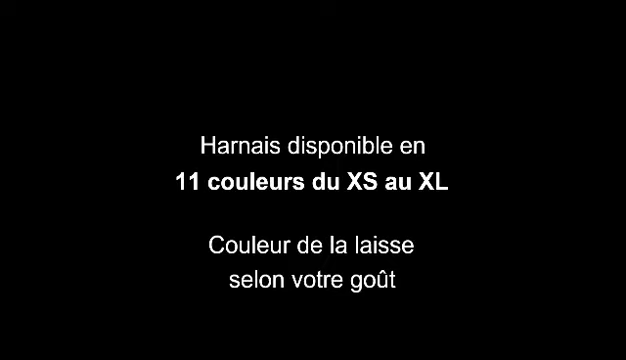 Harnais disponible en
11 couleurs du XS au XL
Couleur de la laisse
selon votre goût